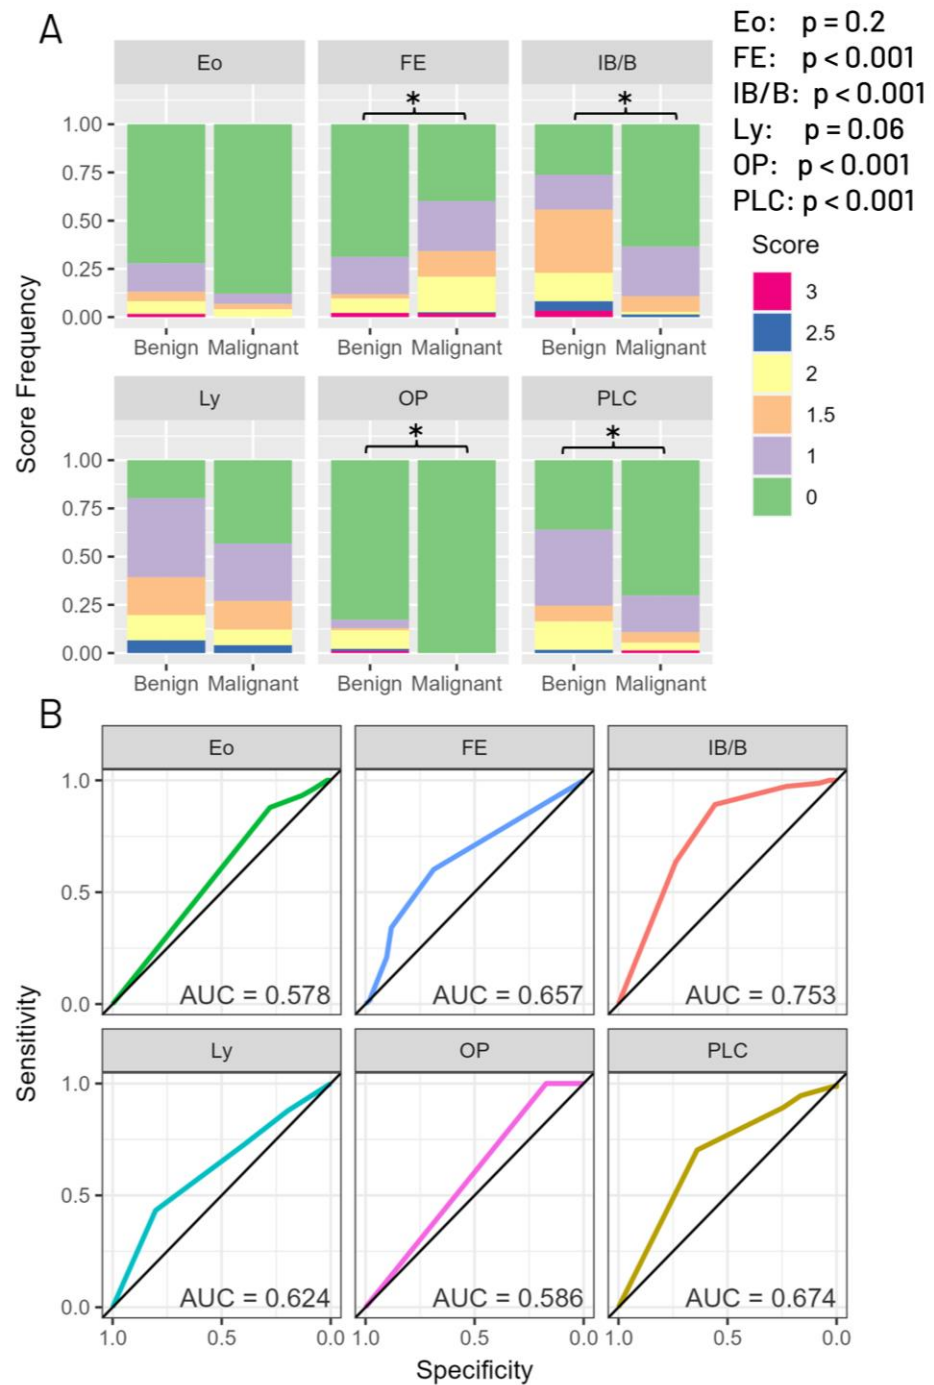 A
Eo: p = 0.2
FE: p < 0.001
IB/B: p < 0.001
Ly: p = 0.06
OP: p < 0.001
PLC: p < 0.001
Eo FE IB/B
* *
1.00
0.75
0.50
0.25
0.00
Benign Malignant Benign Malignant Benign Malignant
Score Frequency
Ly OP PLC
* *
1.00
0.75
0.50
0.25
0.00
Benign Malignant Benign Malignant Benign Malignant
Score
3
2.5
2
1.5
1
0
B
Eo FE IB/B
1.0
0.5
0.0
AUC = 0.578 AUC = 0.657 AUC = 0.753
Sensitivity
Ly OP PLC
1.0
0.5
0.0
AUC = 0.624 AUC = 0.586 AUC = 0.674
1.0 0.5 0.0 1.0 0.5 0.0 1.0 0.5 0.0
Specificity